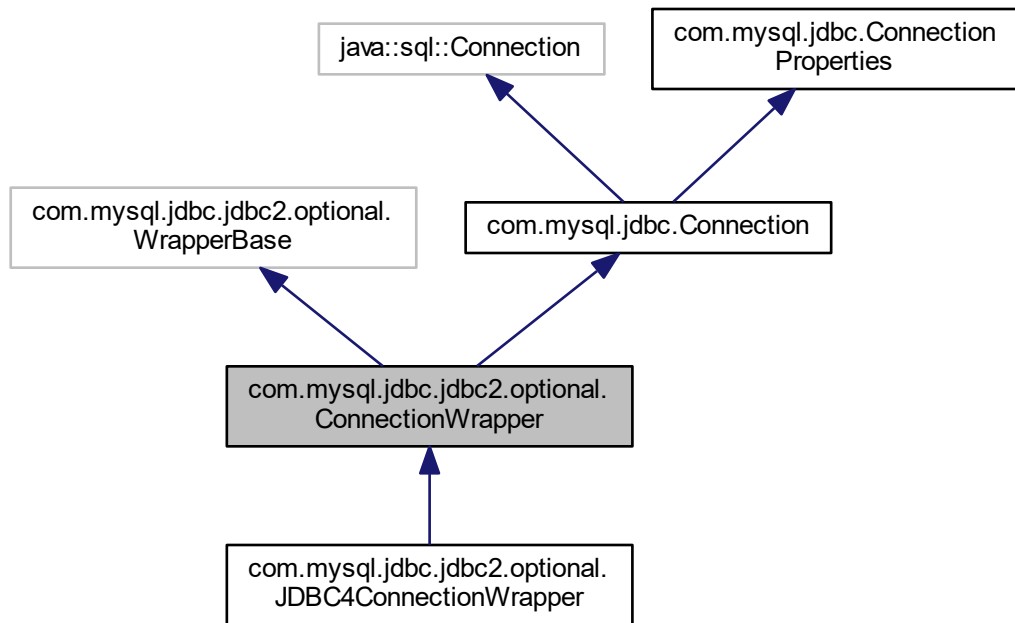 java::sql::Connection
com.mysql.jdbc.Connection
Properties
com.mysql.jdbc.jdbc2.optional.
WrapperBase
com.mysql.jdbc.Connection
com.mysql.jdbc.jdbc2.optional.
ConnectionWrapper
com.mysql.jdbc.jdbc2.optional.
JDBC4ConnectionWrapper